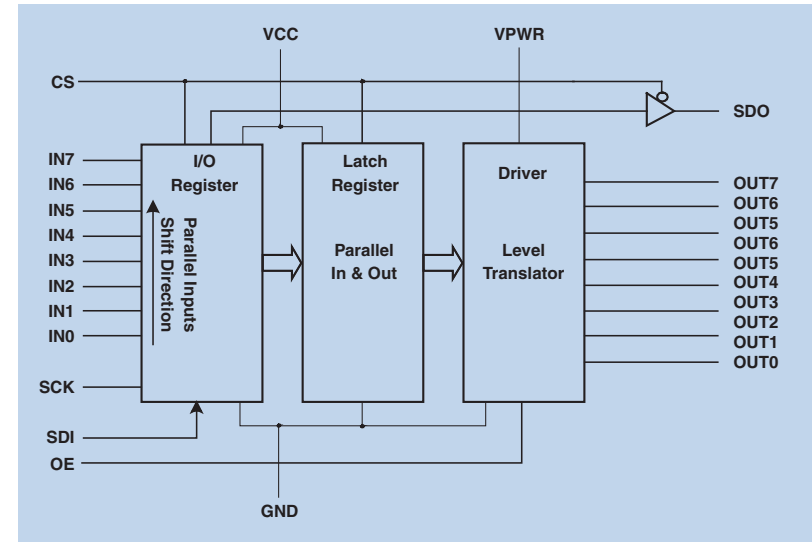 VCC
VPWR
CS
SDO
IN7
IN6
IN5
IN4
IN3
IN2
IN1
IN0
SCK
SDI
OE
I/O
Register
Parallel Inputs
Shift Direction
Latch
Register
Parallel
In & Out
Driver
Level
Translator
OUT7
OUT6
OUT5
OUT6
OUT5
OUT4
OUT3
OUT2
OUT1
OUT0
GND